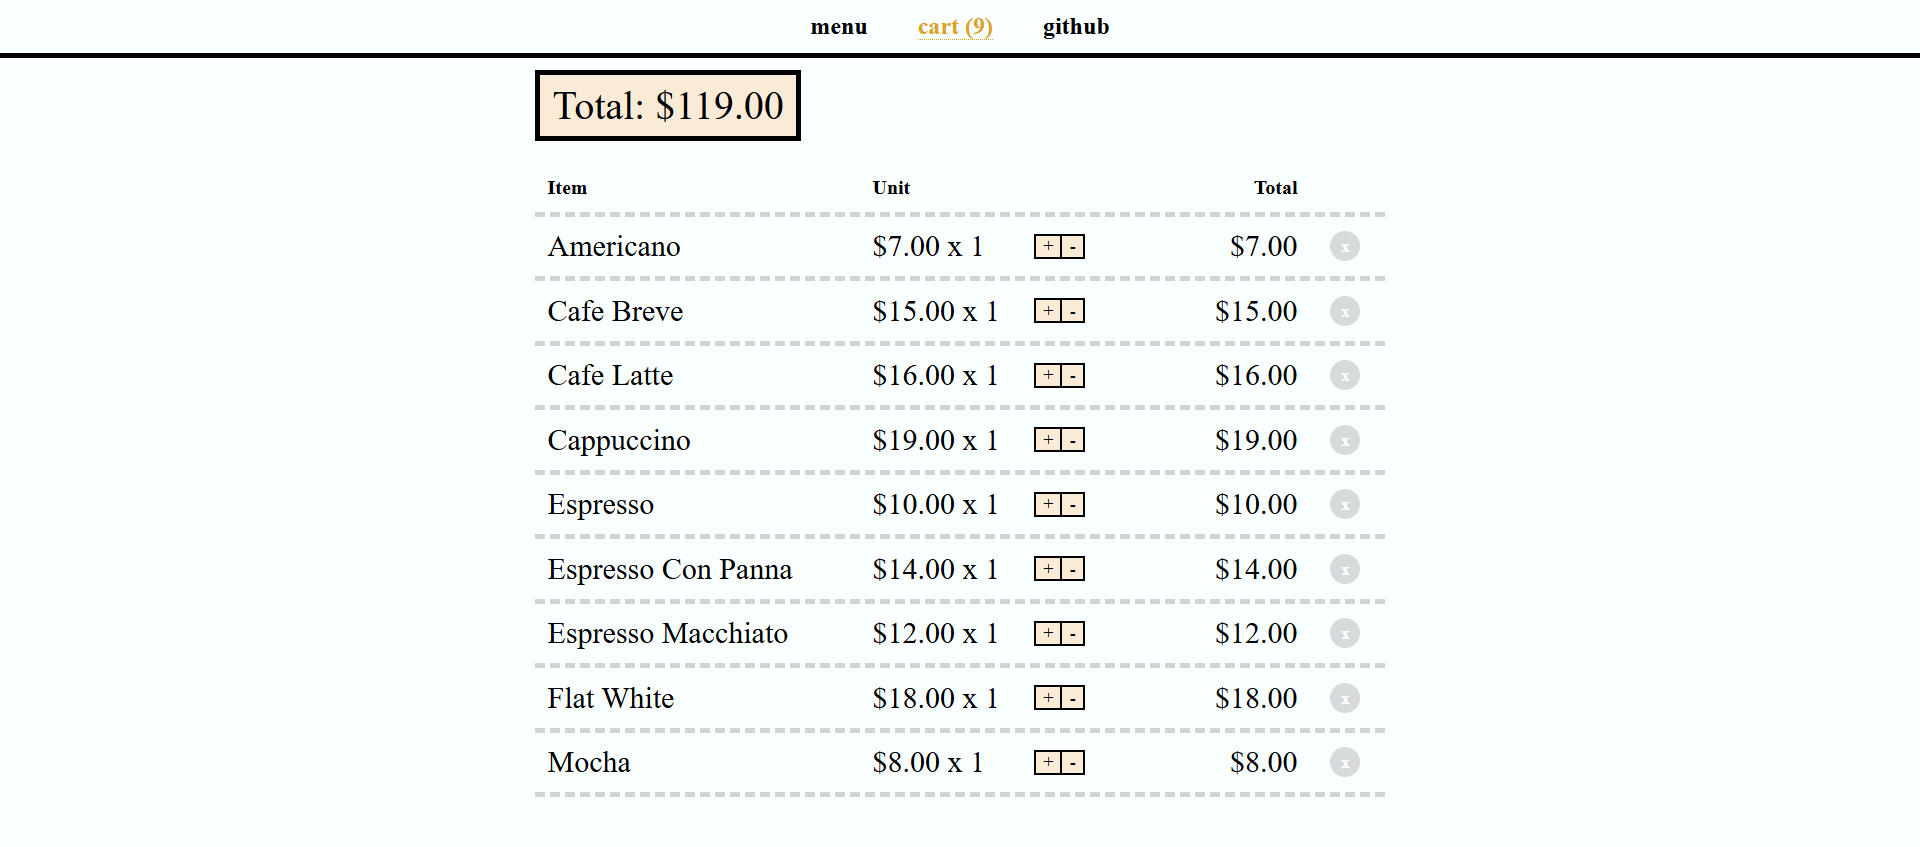 menu cart (9) github
Total: $119.00
Item Unit Total
Americano $7.00 x 1 + - $7.00 x
Cafe Breve $15.00 x 1 + - $15.00 x
Cafe Latte $16.00 x 1 + - $16.00 x
Cappuccino $19.00 x 1 + - $19.00 x
Espresso $10.00 x 1 + - $10.00 x
Espresso Con Panna $14.00 x 1 + - $14.00 x
Espresso Macchiato $12.00 x 1 + - $12.00 x
Flat White $18.00 x 1 + - $18.00 x
Mocha $8.00 x 1 + - $8.00 x